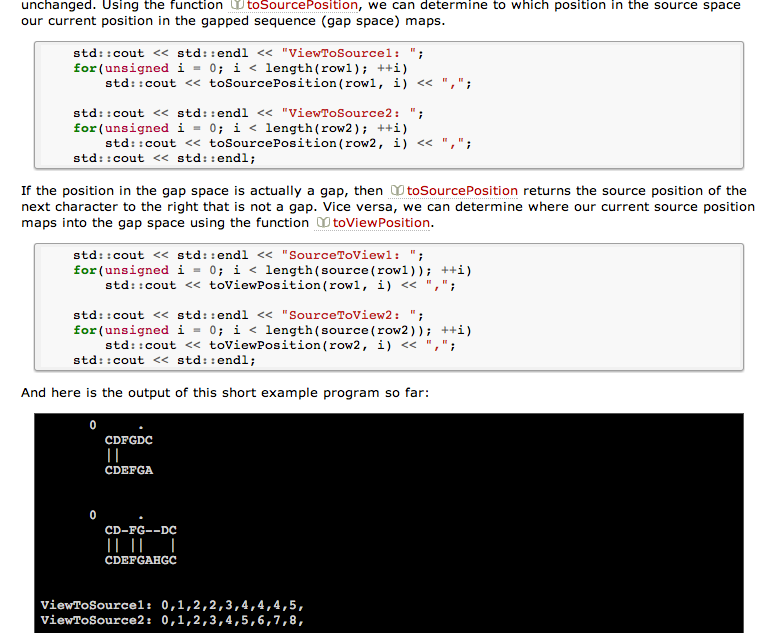 unchanged. Using the function toSourcePosition, we can determine to which position in the source space
our current position in the gapped sequence (gap space) maps.
std::cout << std::endl << "ViewToSource1: ";
for(unsigned i = 0; i < length(row1); ++i)
std::cout << toSourcePosition(row1, i) << ",";
std::cout << std::endl << "ViewToSource2: ";
for(unsigned i = 0; i < length(row2); ++i)
std::cout << toSourcePosition(row2, i) << ",";
std::cout << std::endl;
If the position in the gap space is actually a gap, then toSourcePosition returns the source position of the
next character to the right that is not a gap. Vice versa, we can determine where our current source position
maps into the gap space using the function toViewPosition.
std::cout << std::endl << "SourceToView1: ";
for(unsigned i = 0; i < length(source(row1)); ++i)
std::cout << toViewPosition(row1, i) << ",";
std::cout << std::endl << "SourceToView2: ";
for(unsigned i = 0; i < length(source(row2)); ++i)
std::cout << toViewPosition(row2, i) << ",";
std::cout << std::endl;
And here is the output of this short example program so far:
0 .
CDFGDC
||
CDEFGA
0 .
CD-FG--DC
|| || |
CDEFGAHGC
ViewToSource1: 0,1,2,2,3,4,4,4,5,
ViewToSource2: 0,1,2,3,4,5,6,7,8,